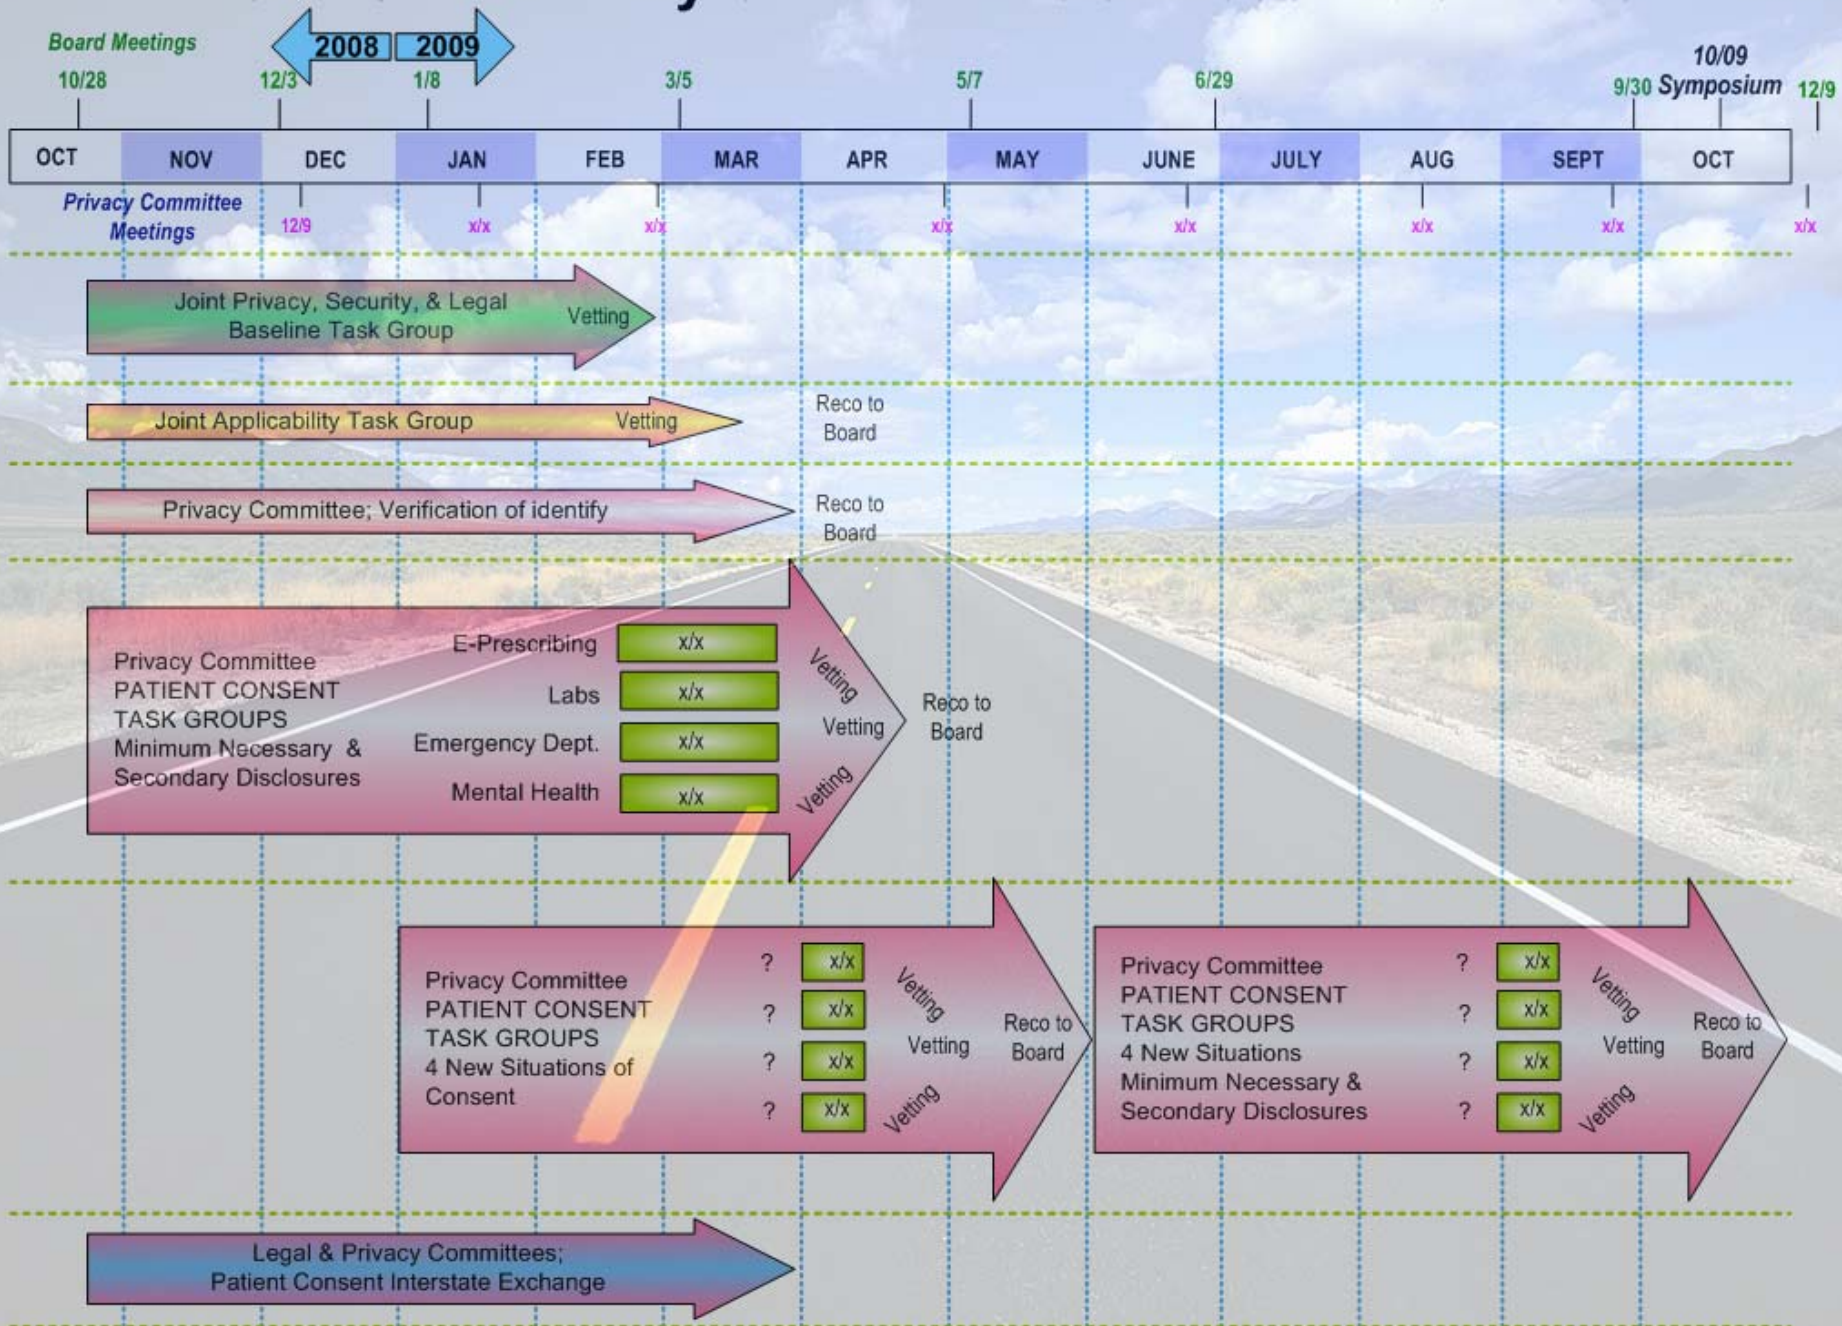 Board Meetings
2008 2009
10/28 12/3 1/8 3/5 5/7 6/29 9/30 12/9
10/09
Symposium
OCT NOV DEC JAN FEB MAR APR MAY JUNE JULY AUG SEPT OCT
Privacy Committee
Meetings
12/9 x/x x/x x/x x/x x/x x/x x/x
Joint Privacy, Security, & Legal
Baseline Task Group
Vetting
Joint Applicability Task Group
Vetting
Reco to
Board
Privacy Committee; Verification of identify
Reco to
Board
Privacy Committee
PATIENT CONSENT
TASK GROUPS
Minimum Necessary &
Secondary Disclosures
E-Prescribing x/x
Labs x/x
Emergency Dept. x/x
Mental Health x/x
Vetting
Vetting
Vetting
Reco to
Board
Privacy Committee
PATIENT CONSENT
TASK GROUPS
4 New Situations of
Consent
? x/x
? x/x
? x/x
? x/x
Vetting
Vetting
Vetting
Reco to
Board
Privacy Committee
PATIENT CONSENT
TASK GROUPS
4 New Situations
Minimum Necessary &
Secondary Disclosures
? x/x
? x/x
? x/x
? x/x
Vetting
Vetting
Vetting
Reco to
Board
Legal & Privacy Committees;
Patient Consent Interstate Exchange